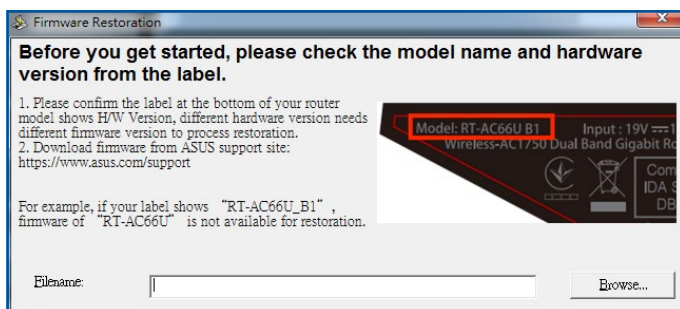 Firmware Restoration
Before you get started, please check the model name and hardware
version from the label.
1. Please confirm the label at the bottom of your router
model shows H/W Version, different hardware version needs
different firmware version to process restoration.
2. Download firmware from ASUS support site:
https://www.asus.com/support
For example, if your label shows “RT-AC66U_B1” ,
firmware of “RT-AC66U” is not available for restoration.
Model: RT-AC66U B1 Input : 19V
Wireless-AC1750 Dual Band Gigabit
Com
IDA
DB
Filename:
Browse...